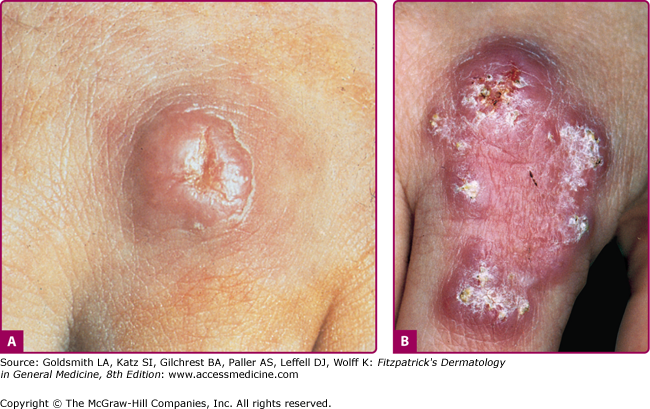 A
B
Source: Goldsmith LA, Katz SI, Gilchrest BA, Paller AS, Leffell DJ, Wolff K: Fitzpatrick's Dermatology
in General Medicine, 8th Edition: www.accessmedicine.com
Copyright © The McGraw-Hill Companies, Inc. All rights reserved.